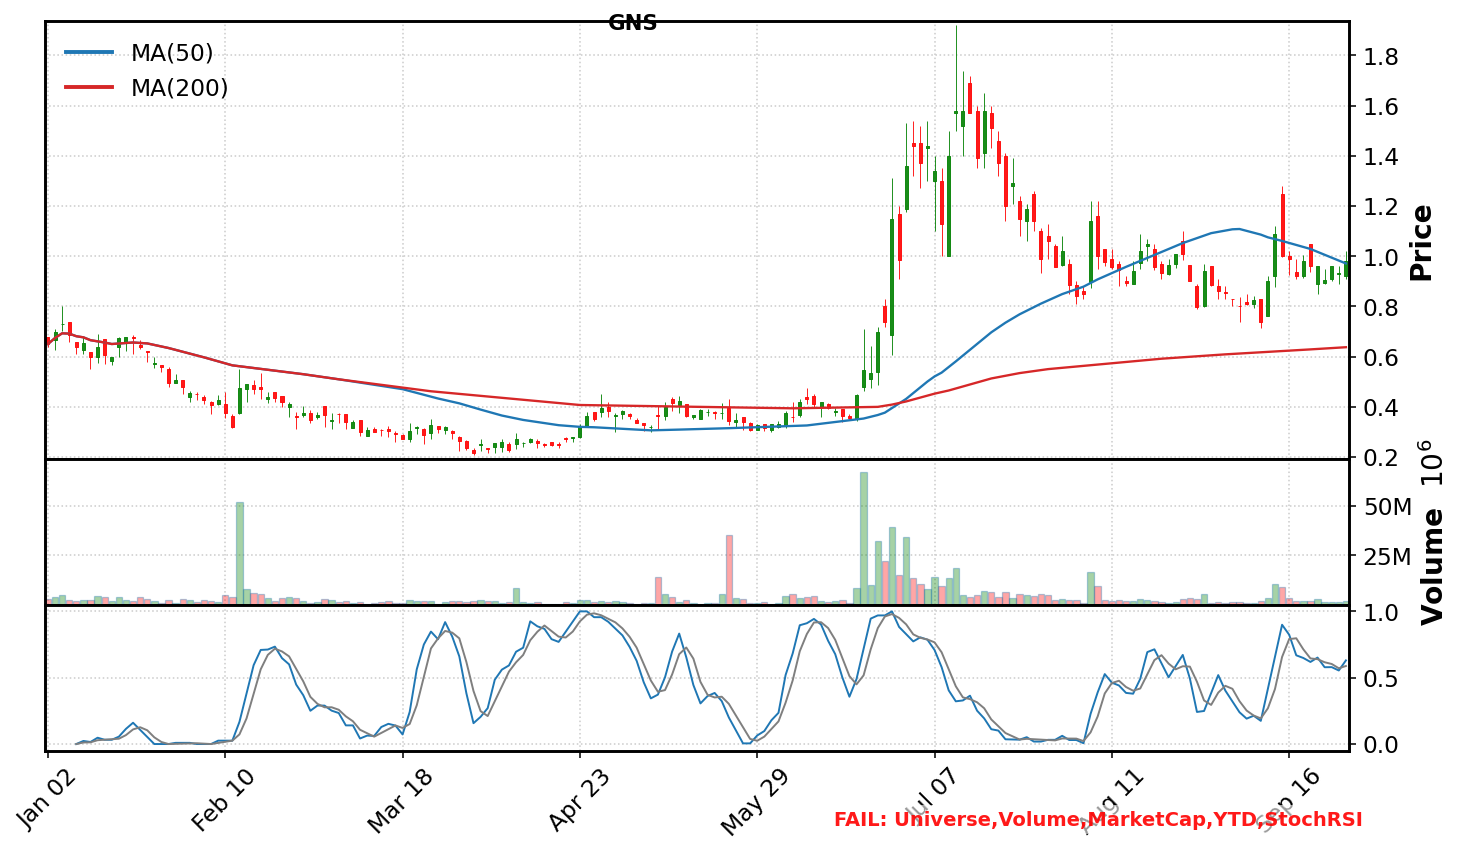 GNS
MA(50)
MA(200)
1.8
1.6
1.4
1.2
1.0
0.8
0.6
0.4
0.2
Price
50M
25M
Volume 10^6
1.0
0.5
0.0
Jan 02
Feb 10
Mar 18
Apr 23
May 29
Jul 07
Aug 11
Sep 16
FAIL: Universe,Volume,MarketCap,YTD,StochRSI